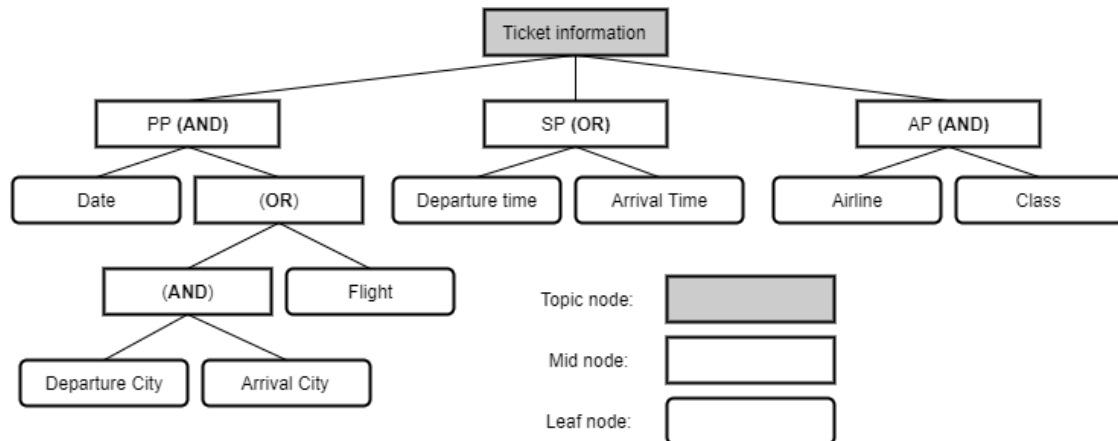 Ticket information
PP (AND)
SP (OR)
AP (AND)
Date
(OR)
Departure time
Arrival Time
Airline
Class
(AND)
Flight
Departure City
Arrival City
Topic node:
Mid node:
Leaf node: